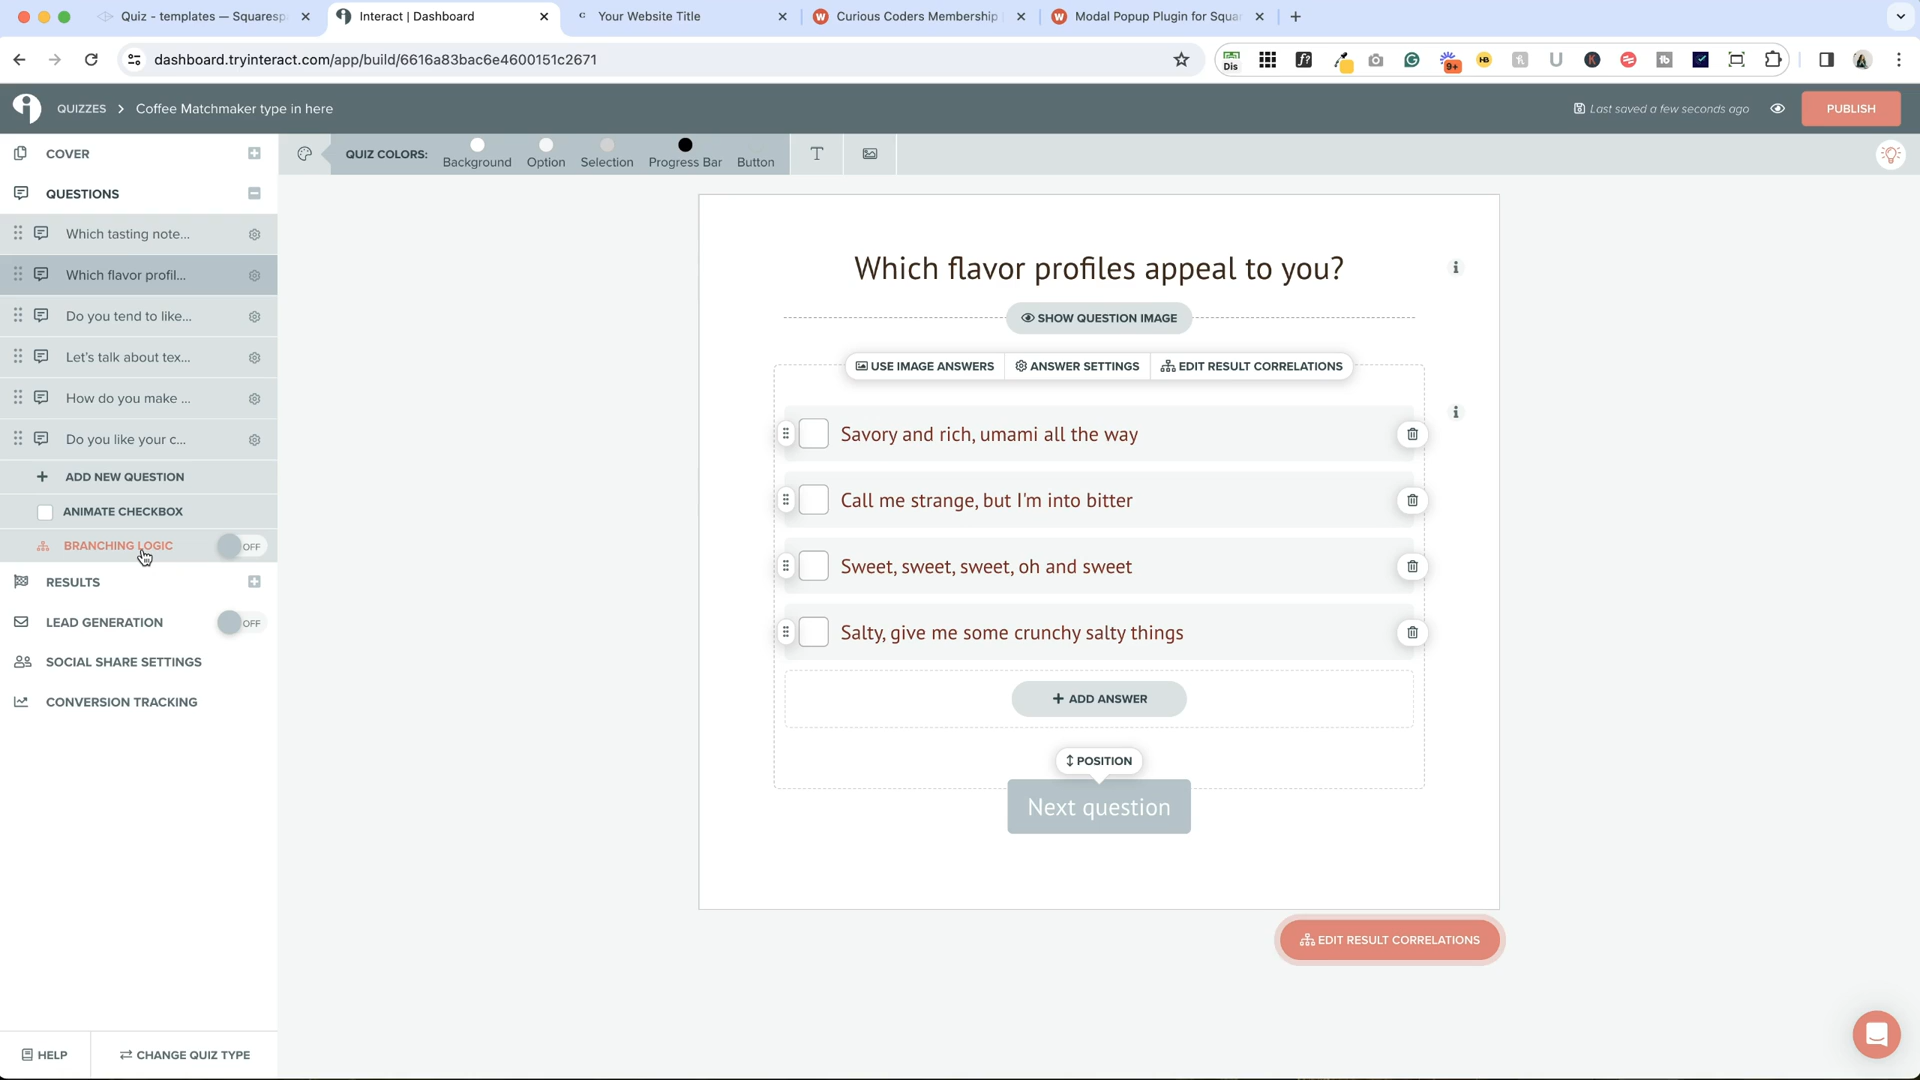 Quiz - templates — Squaresp
Interact | Dashboard
Your Website Title
Curious Coders Membership
Modal Popup Plugin for Squar
dashboard.tryinteract.com/app/build/6616a83bac6e4600151c2671
Dis
f?
9+
HB
U
K
QUIZZES > Coffee Matchmaker type in here
Last saved a few seconds ago
PUBLISH
COVER
QUESTIONS
Which tasting note...
Which flavor profil...
Do you tend to like...
Let's talk about tex...
How do you make ...
Do you like your c...
+ ADD NEW QUESTION
ANIMATE CHECKBOX
BRANCHING LOGIC OFF
RESULTS
LEAD GENERATION OFF
SOCIAL SHARE SETTINGS
CONVERSION TRACKING
HELP
CHANGE QUIZ TYPE
QUIZ COLORS: Background Option Selection Progress Bar Button
T
Which flavor profiles appeal to you?
i
SHOW QUESTION IMAGE
USE IMAGE ANSWERS ANSWER SETTINGS EDIT RESULT CORRELATIONS
i
Savory and rich, umami all the way
Call me strange, but I'm into bitter
Sweet, sweet, sweet, oh and sweet
Salty, give me some crunchy salty things
+ ADD ANSWER
POSITION
Next question
EDIT RESULT CORRELATIONS